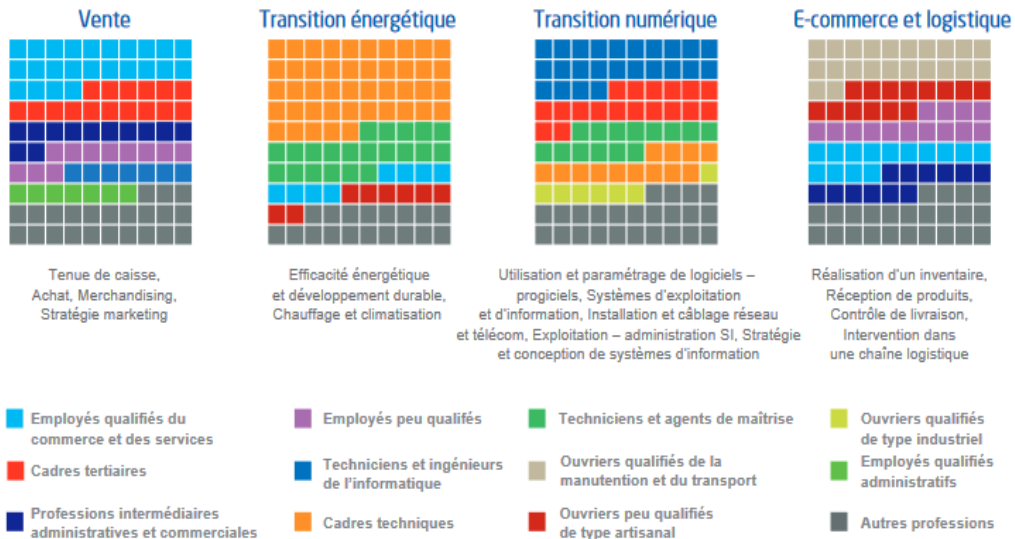 Vente
Transition énergétique
Transition numérique
E-commerce et logistique
Tenue de caisse,
Achat, Merchandising,
Stratégie marketing
Efficacité énergétique
et développement durable,
Chauffage et climatisation
Utilisation et paramétrage de logiciels –
progiciels, Systèmes d'exploitation
et d'information, Installation et câblage réseau
et télécom, Exploitation – administration SI, Stratégie
et conception de systèmes d'information
Réalisation d'un inventaire,
Réception de produits,
Contrôle de livraison,
Intervention dans
une chaîne logistique
Employés qualifiés du
commerce et des services
Cadres tertiaires
Professions intermédiaires
administratives et commerciales
Employés peu qualifés
Techniciens et ingénieurs
de l'informatique
Cadres techniques
Techniciens et agents de maîtrise
Ouvriers qualifiés de la
manutention et du transport
Ouvriers peu qualifiés
de type artisanal
Ouvriers qualifiés
de type industriel
Employés qualifiés
administratifs
Autres professions